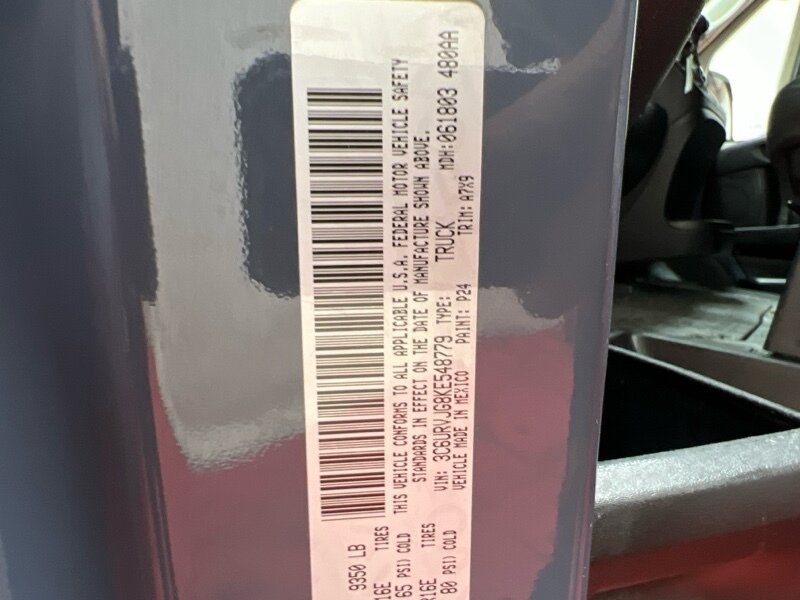 9350 LB
16E TIRES
65 PSI) COLD
THIS VEHICLE CONFORMS TO ALL APPLICABLE U.S.A. FEDERAL MOTOR VEHICLE SAFETY
STANDARDS IN EFFECT ON THE DATE OF MANUFACTURE SHOWN ABOVE.
R16E TIRES
80 PSI) COLD
VIN: 3C6URVJG8KE548779 TYPE: TRUCK MDH: 061803 480AA
VEHICLE MADE IN MEXICO PAINT: P24 TRIM: A7X9